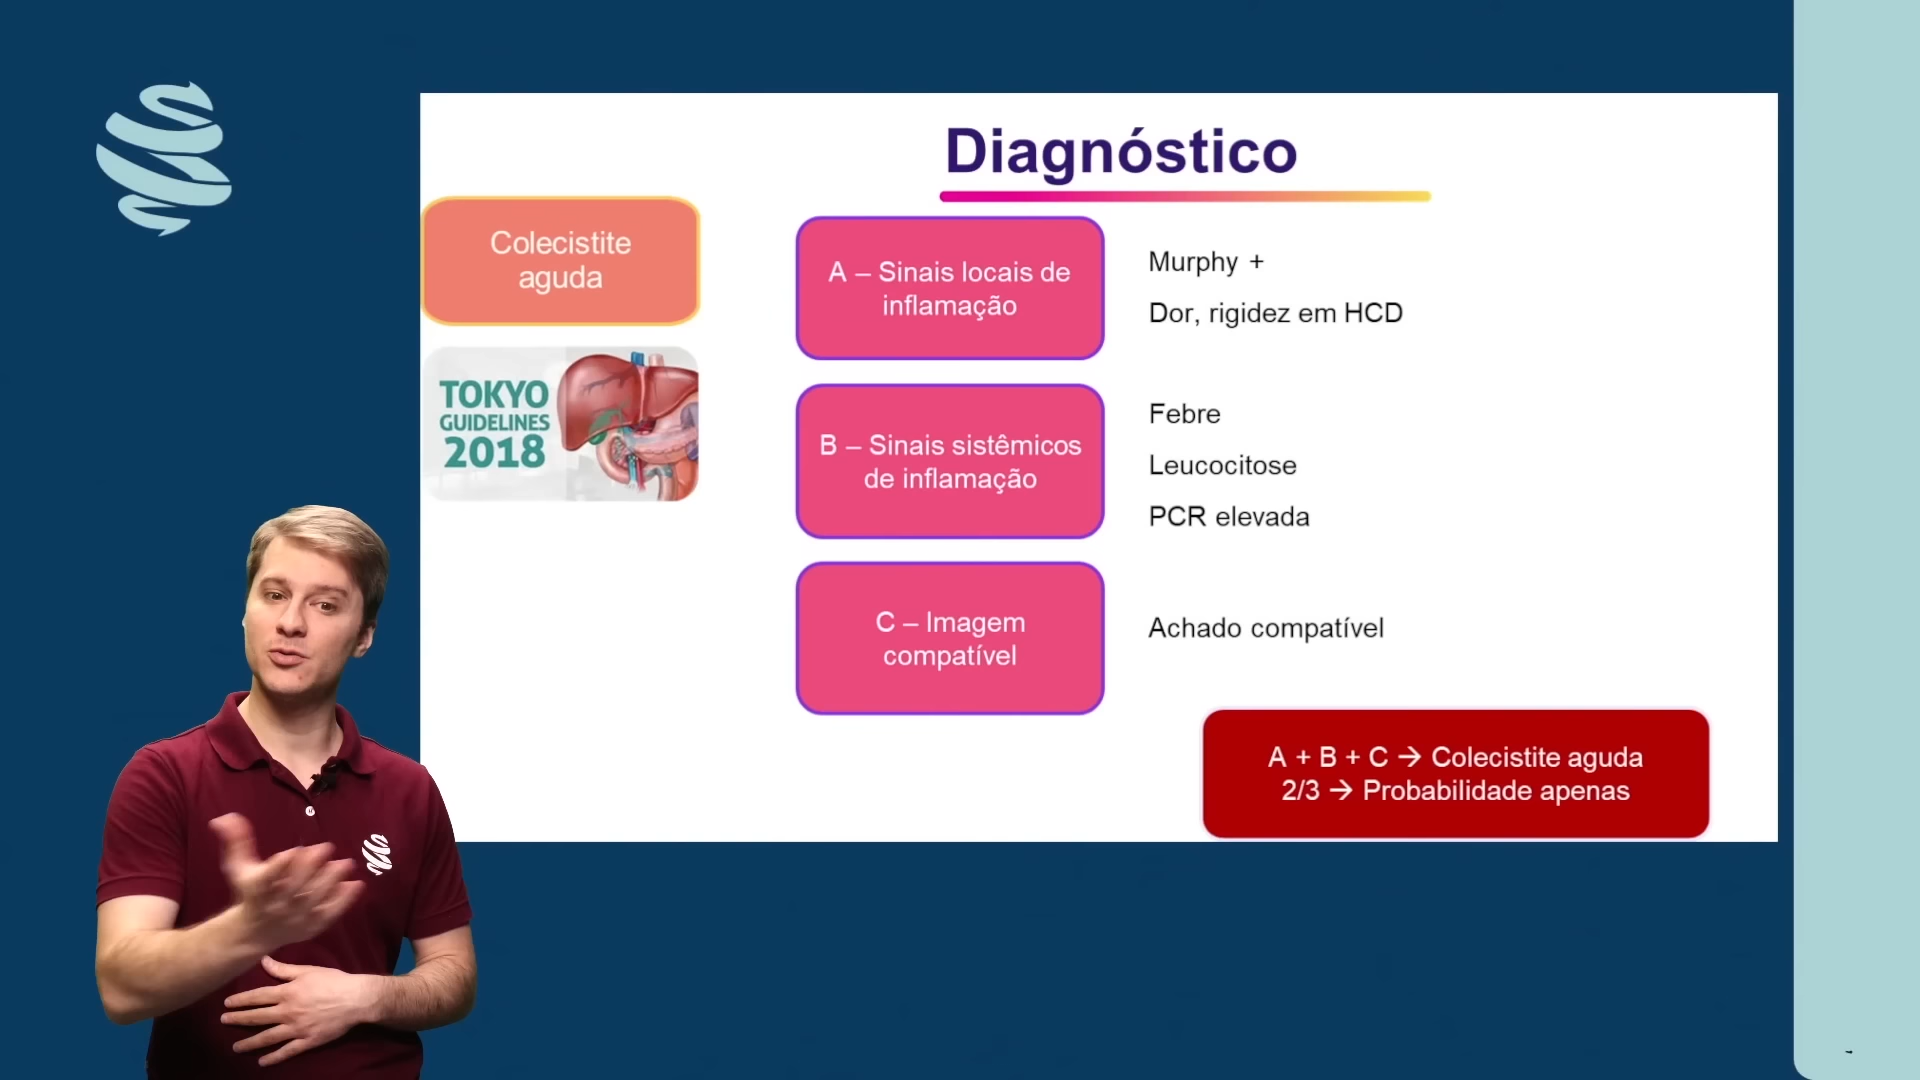 Diagnóstico
Colecistite
aguda
TOKYO
GUIDELINES
2018
A – Sinais locais de
inflamação
Murphy +
Dor, rigidez em HCD
B – Sinais sistêmicos
de inflamação
Febre
Leucocitose
PCR elevada
C – Imagem
compatível
Achado compatível
A + B + C → Colecistite aguda
2/3 → Probabilidade apenas